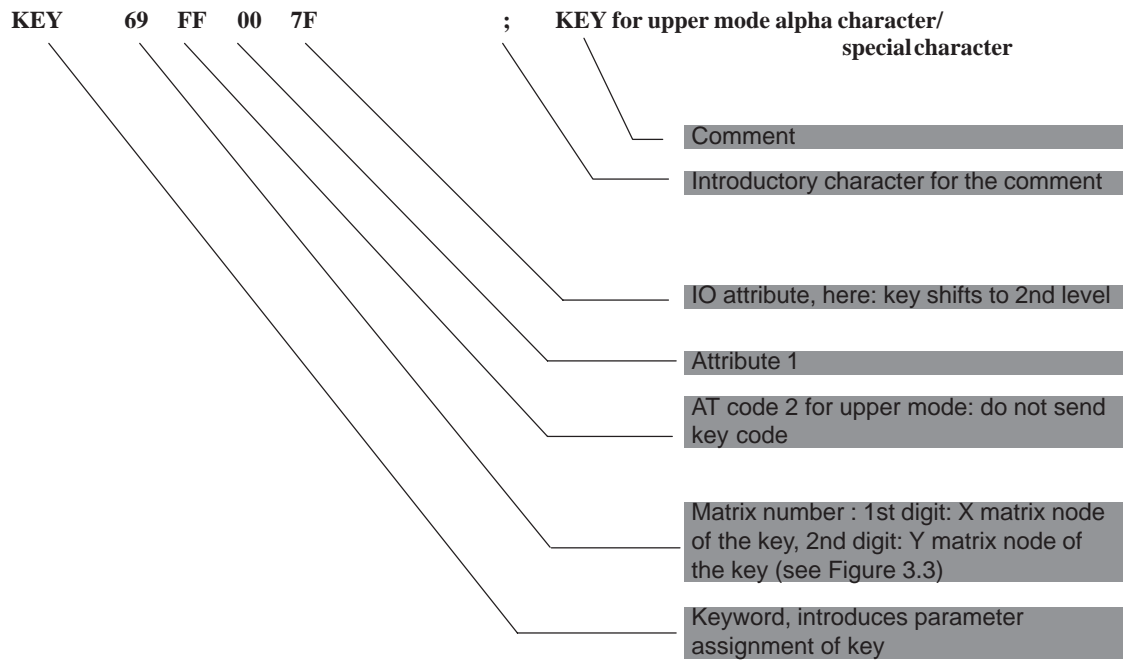 KEY 69 FF 00 7F ; KEY for upper mode alpha character/
special character
Comment
Introductory character for the comment
IO attribute, here: key shifts to 2nd level
Attribute 1
AT code 2 for upper mode: do not send
key code
Matrix number : 1st digit: X matrix node
of the key, 2nd digit: Y matrix node of
the key (see Figure 3.3)
Keyword, introduces parameter
assignment of key